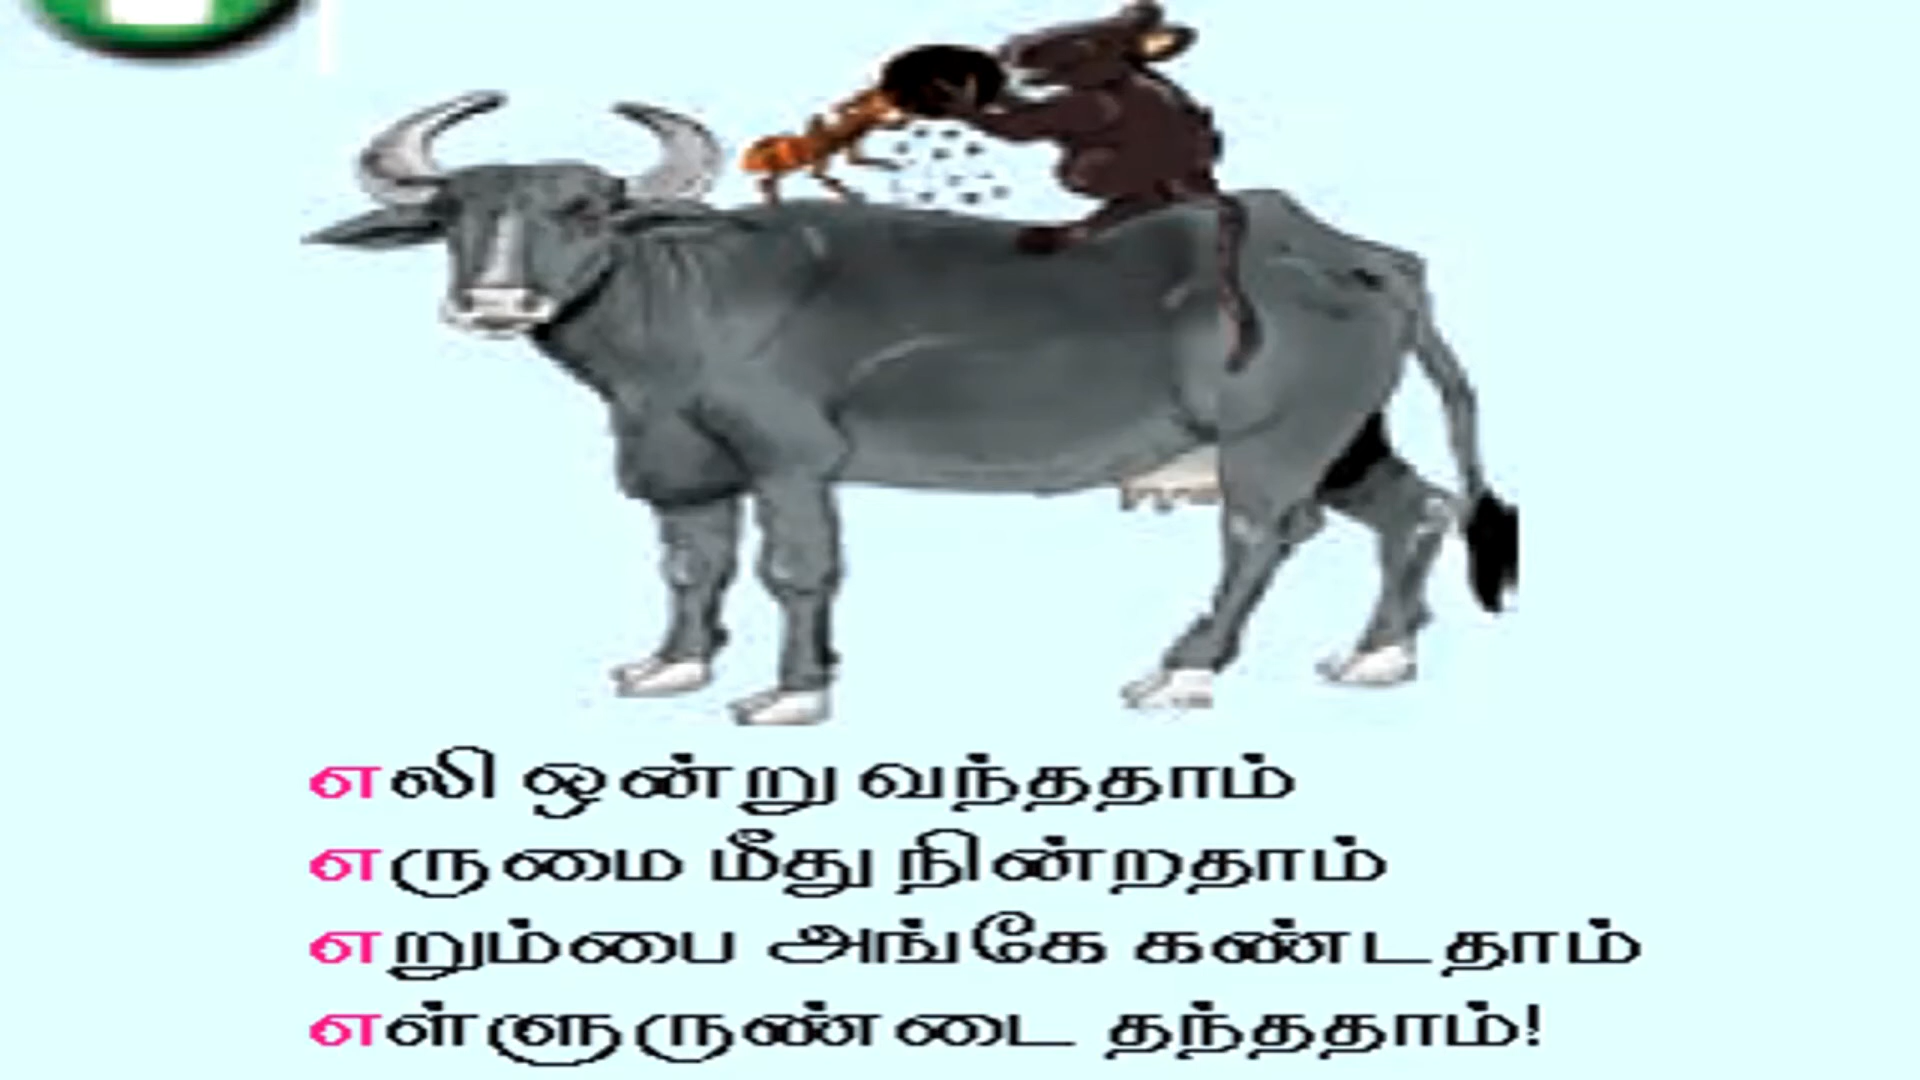 எலி ஒன்று வந்ததாம்
எருமை மீது நின்றதாம்
எறும்பை அங்கே கண்டதாம்
எள்ளுருண்டை தந்ததாம்!